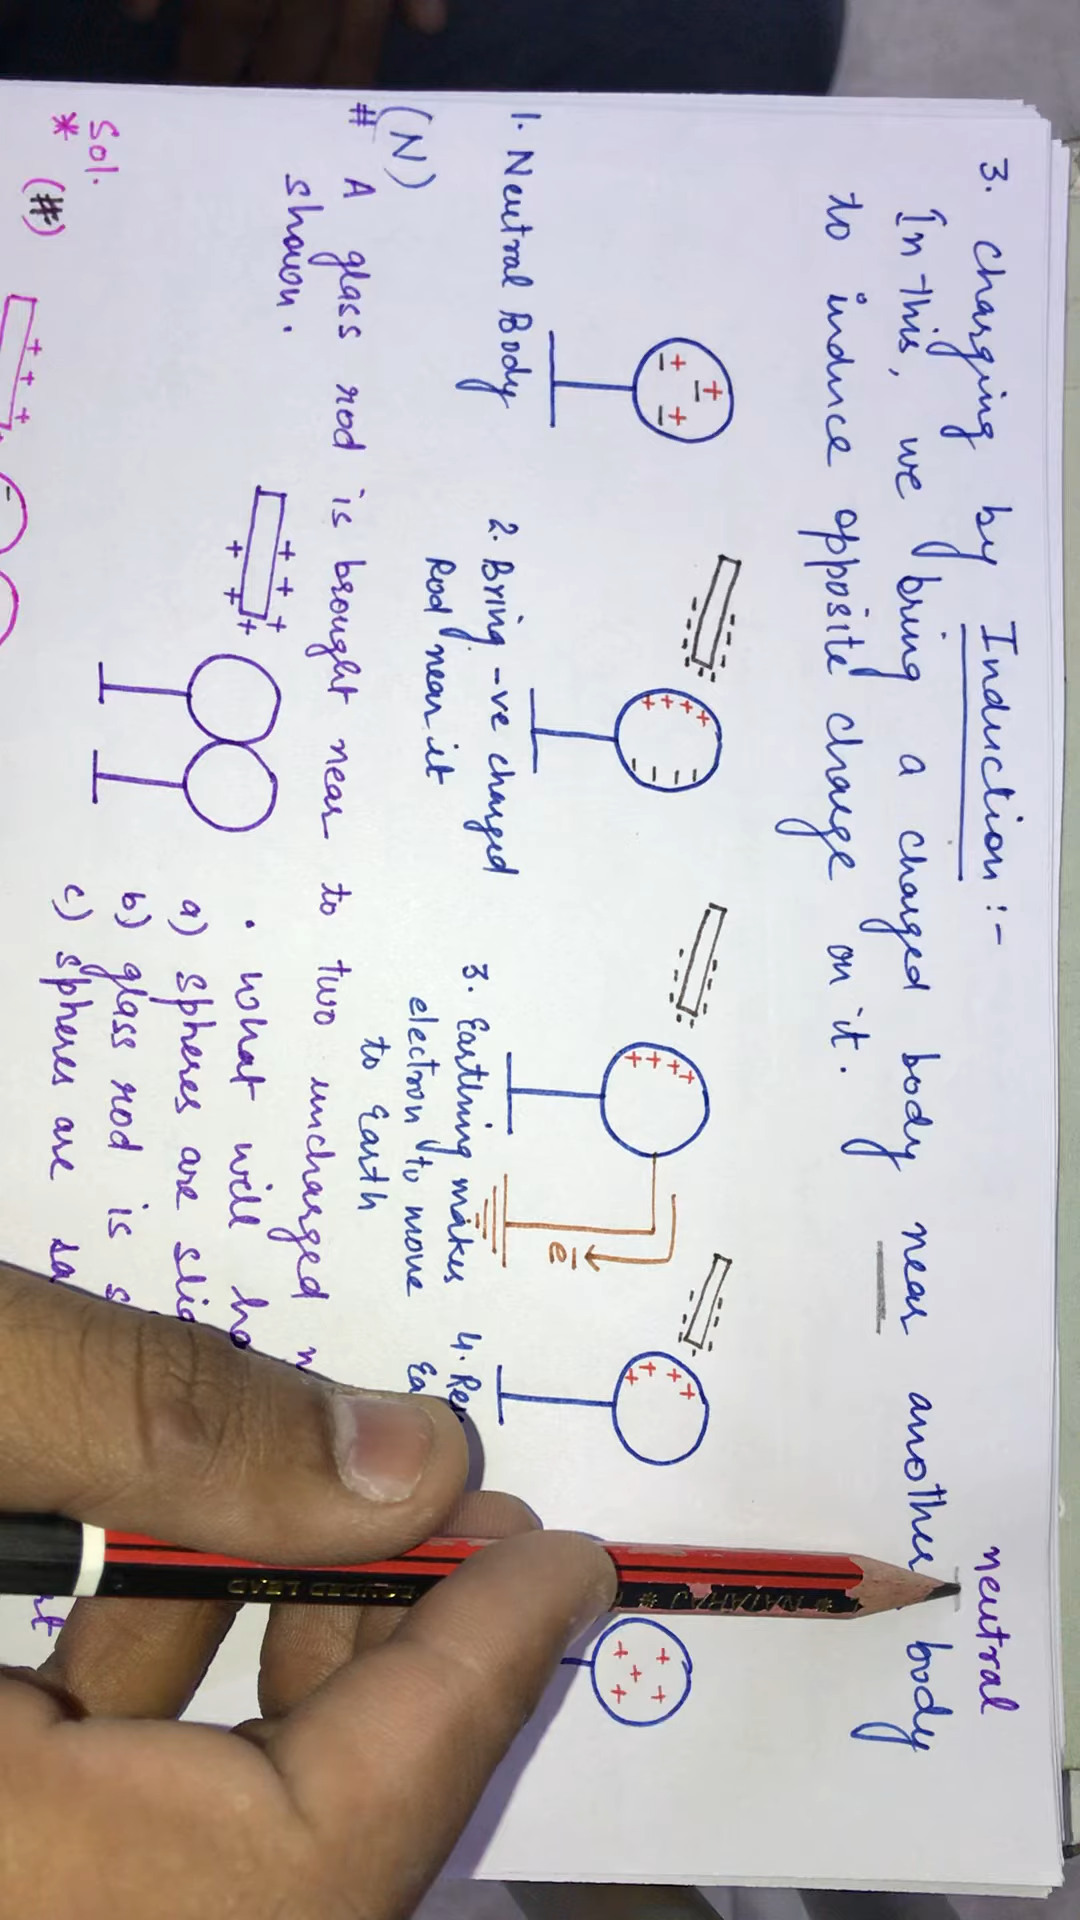 neutral
3. Charging by Induction :-
In this, we bring a charged body near another body
to induce opposite charge on it.
1. Neutral Body
2. Bring -ve charged
Rod near it
3. Earthing makes
electron to move
to Earth
4.
e̅
(N)
# A glass rod is brought near to two uncharged
shown.
• What will
a) spheres are
b) glass rod is
c) spheres are
Sol.
* (#)
NATARAJ
BONDED LEAD